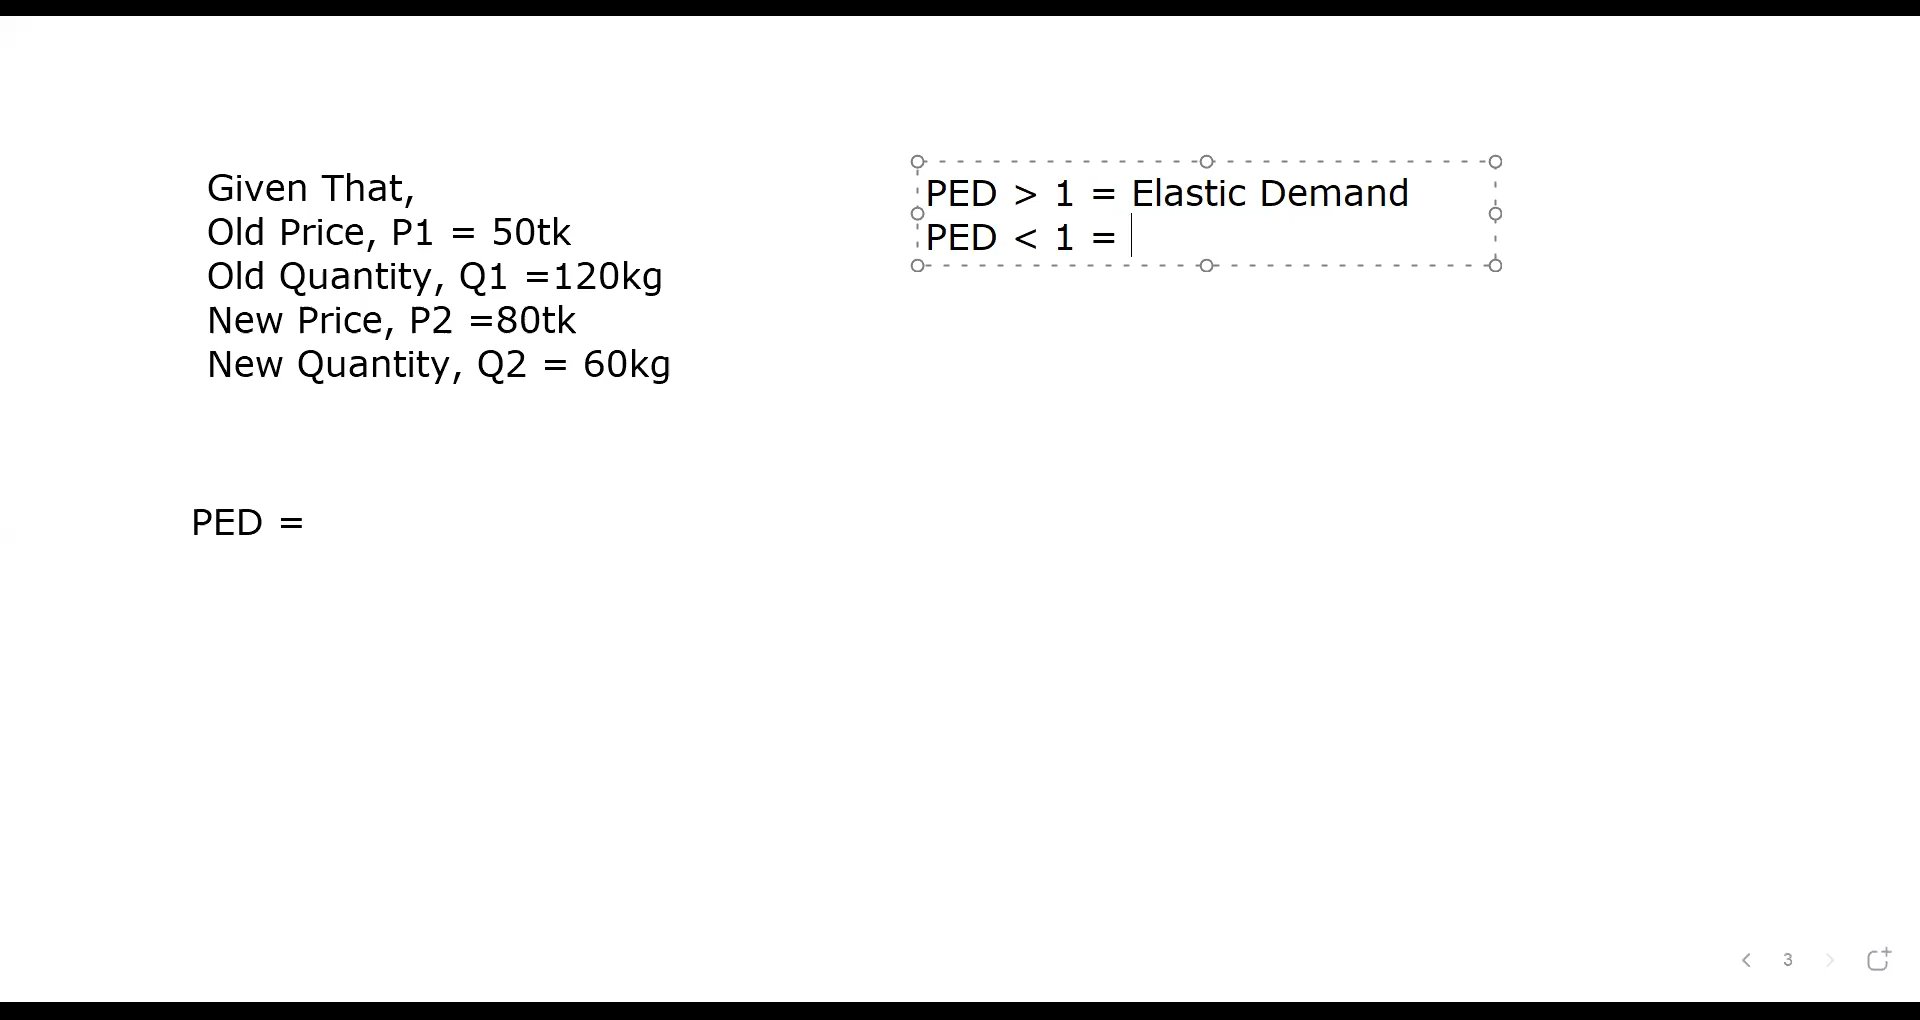 Given That,
Old Price, P1 = 50tk
Old Quantity, Q1 =120kg
New Price, P2 =80tk
New Quantity, Q2 = 60kg
PED =
PED > 1 = Elastic Demand
PED < 1 =
3